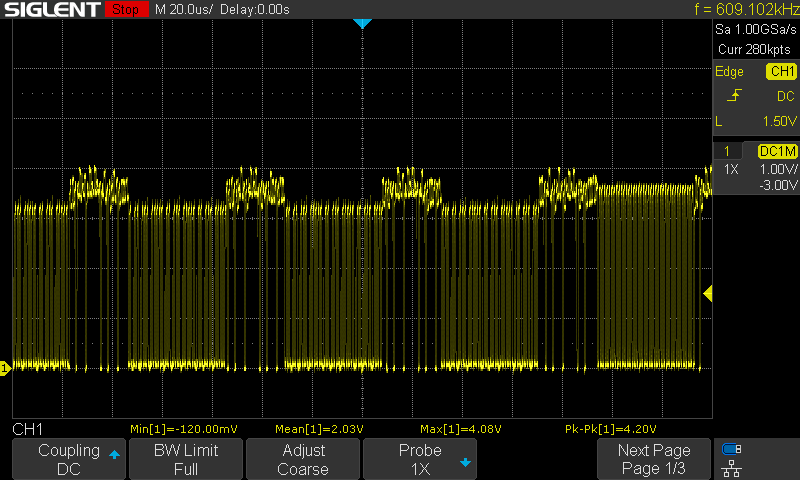 SIGLENT Stop M 20.0us/ Delay:0.00s f = 609.102kHz
Sa 1.00GSa/s
Curr 280kpts
Edge CH1
DC
L 1.50V
1 DC1M
1X 1.00V/
-3.00V
1
CH1 Min[1]=-120.00mV Mean[1]=2.03V Max[1]=4.08V Pk-Pk[1]=4.20V
Coupling BW Limit Adjust Probe Next Page
DC Full Coarse 1X Page 1/3